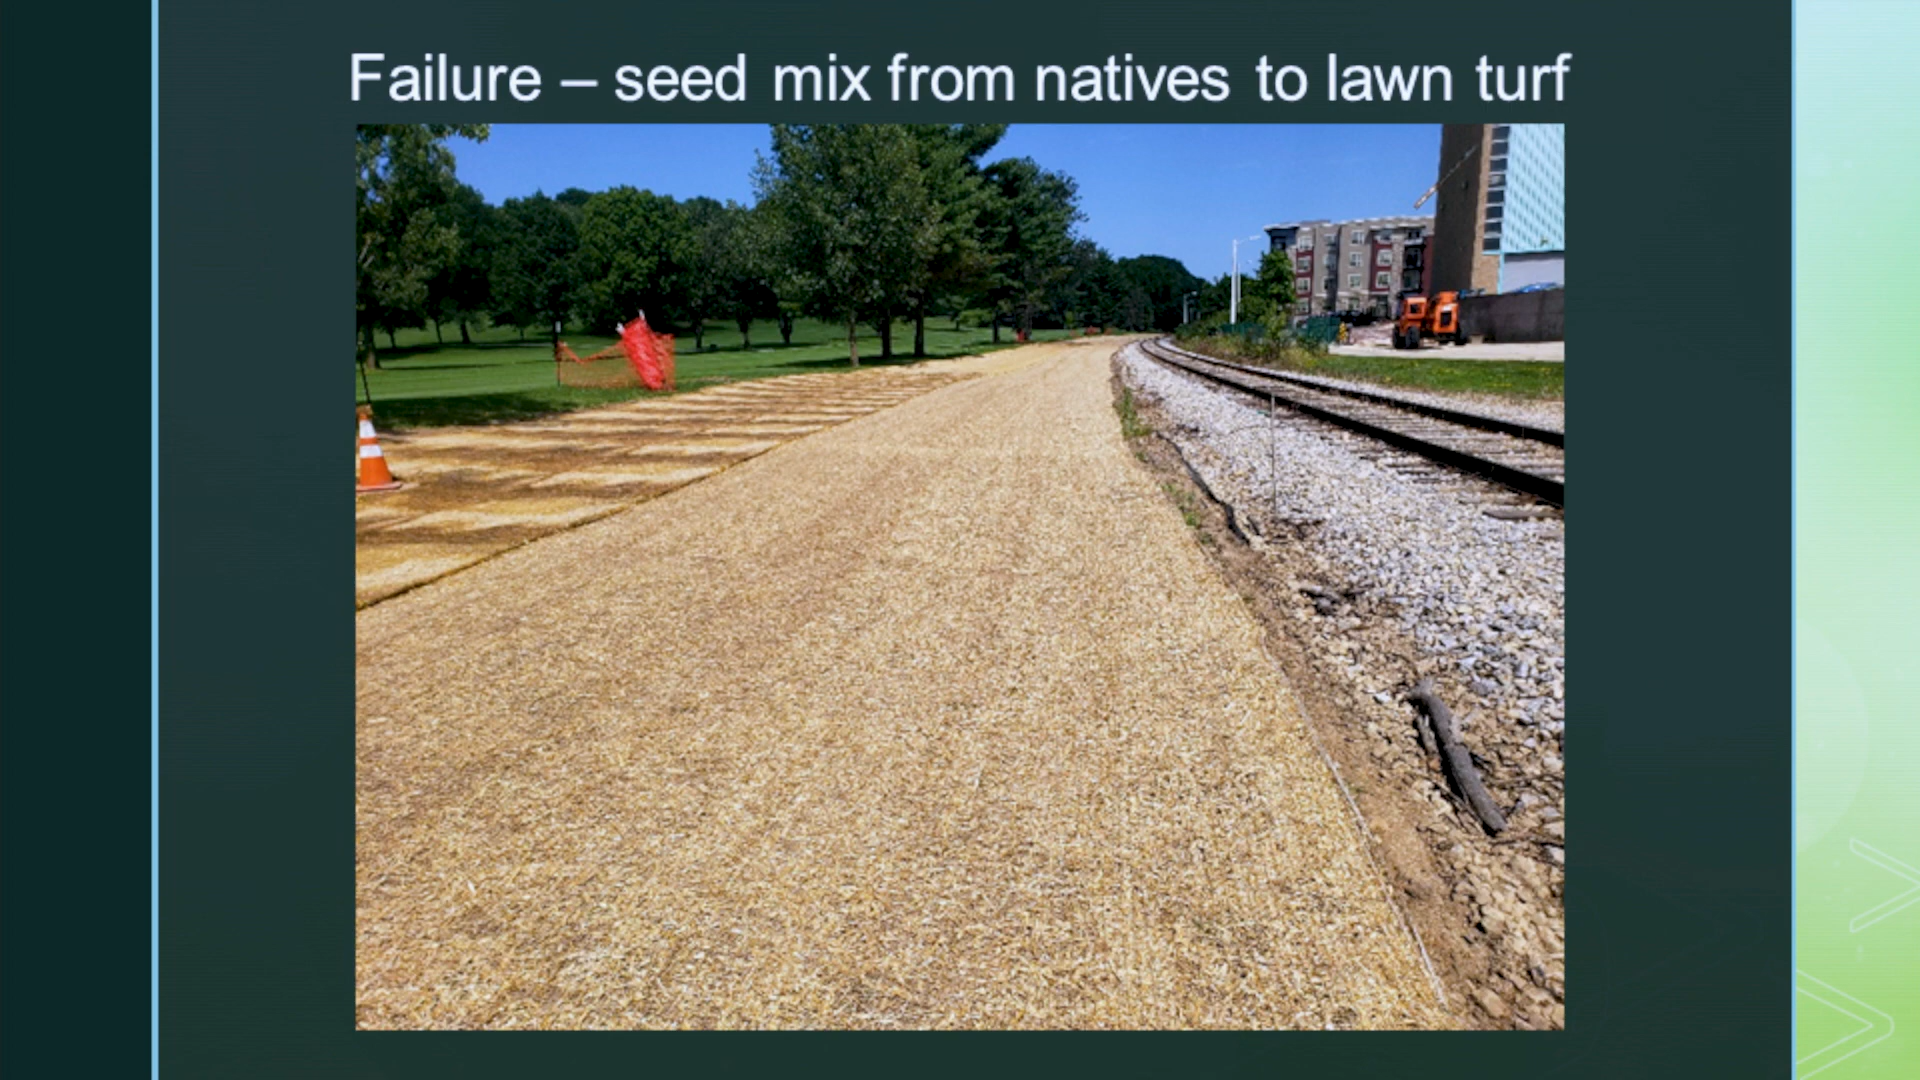 Failure – seed mix from natives to lawn turf